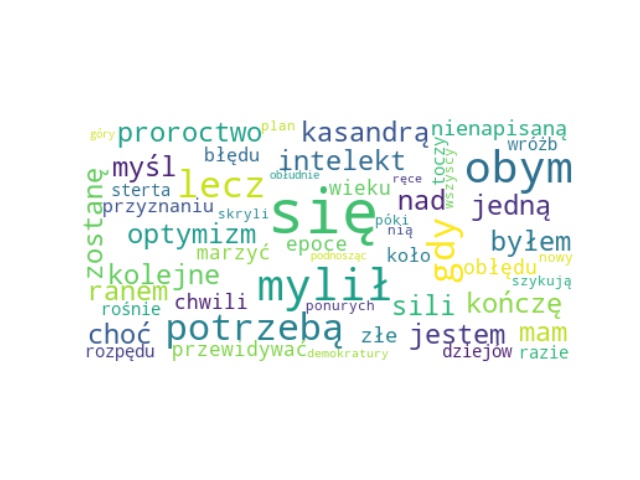 góry proroctwo plan kasandrą nienapisaną
myśl błędu intelekt toczy wróżb
zostanę sterta lecz obłudnie wieku ręce wszyscy obym
przyznaniu skryli się póki nad jedną
optymizm marzyć epoce nią gdy byłem
kolejne podnosząc koło obłędu nowy
ranem chwili mylił ponurych sili kończę szykują
rośnie
choć potrzebą złe jestem mam
rozpędu przewidywać demokratury dziejów razie